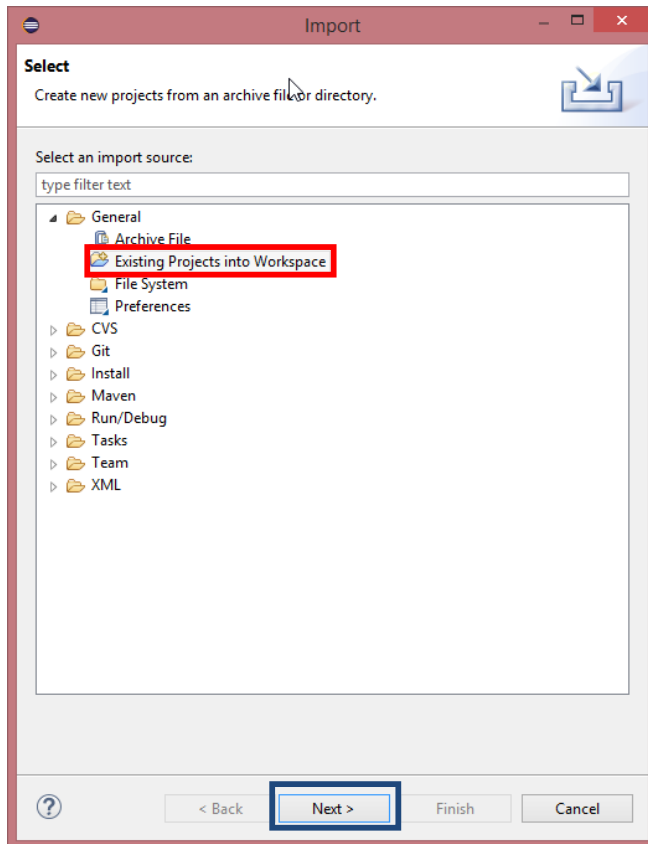 Import
Select
Create new projects from an archive file or directory.
Select an import source:
type filter text
General
Archive File
Existing Projects into Workspace
File System
Preferences
CVS
Git
Install
Maven
Run/Debug
Tasks
Team
XML
< Back Next > Finish Cancel